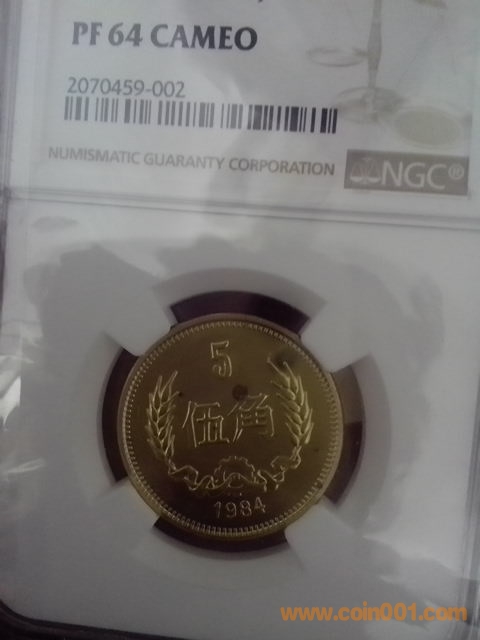 PF 64 CAMEO
2070459-002
NUMISMATIC GUARANTY CORPORATION
NGC®
5
伍角
1984
www.coin001.com